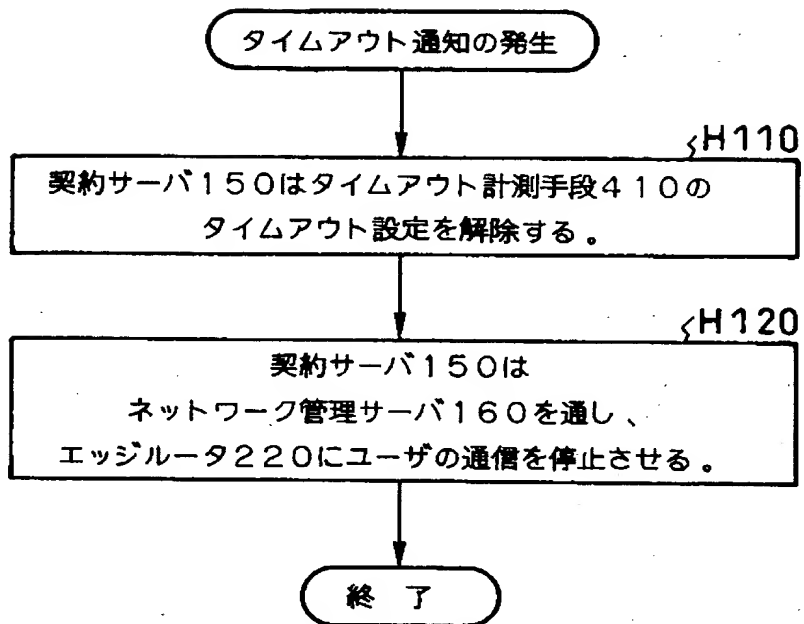 タイムアウト通知の発生
H110
契約サーバ150はタイムアウト計測手段410の
タイムアウト設定を解除する。
H120
契約サーバ150は
ネットワーク管理サーバ160を通し、
エッジルータ220にユーザの通信を停止させる。
終 了